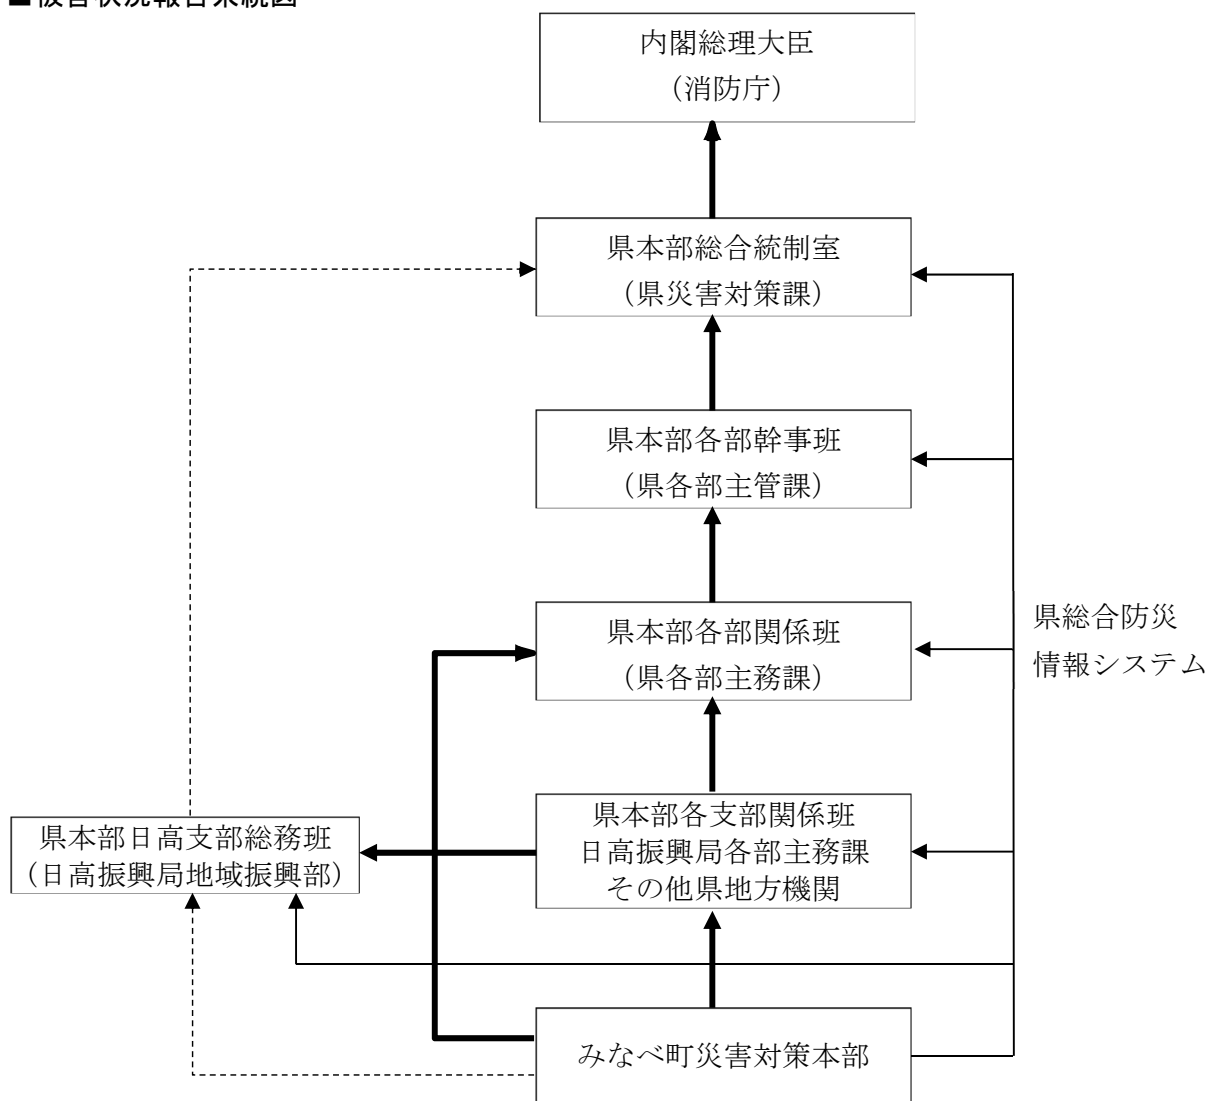 ■被害状況報告系統図
内閣総理大臣
（消防庁）
県本部総合統制室
（県災害対策課）
県本部各部幹事班
（県各部主管課）
県本部各部関係班
（県各部主務課）
県総合防災
情報システム
県本部各支部関係班
日高振興局各部主務課
その他県地方機関
県本部日高支部総務班
（日高振興局地域振興部）
みなべ町災害対策本部